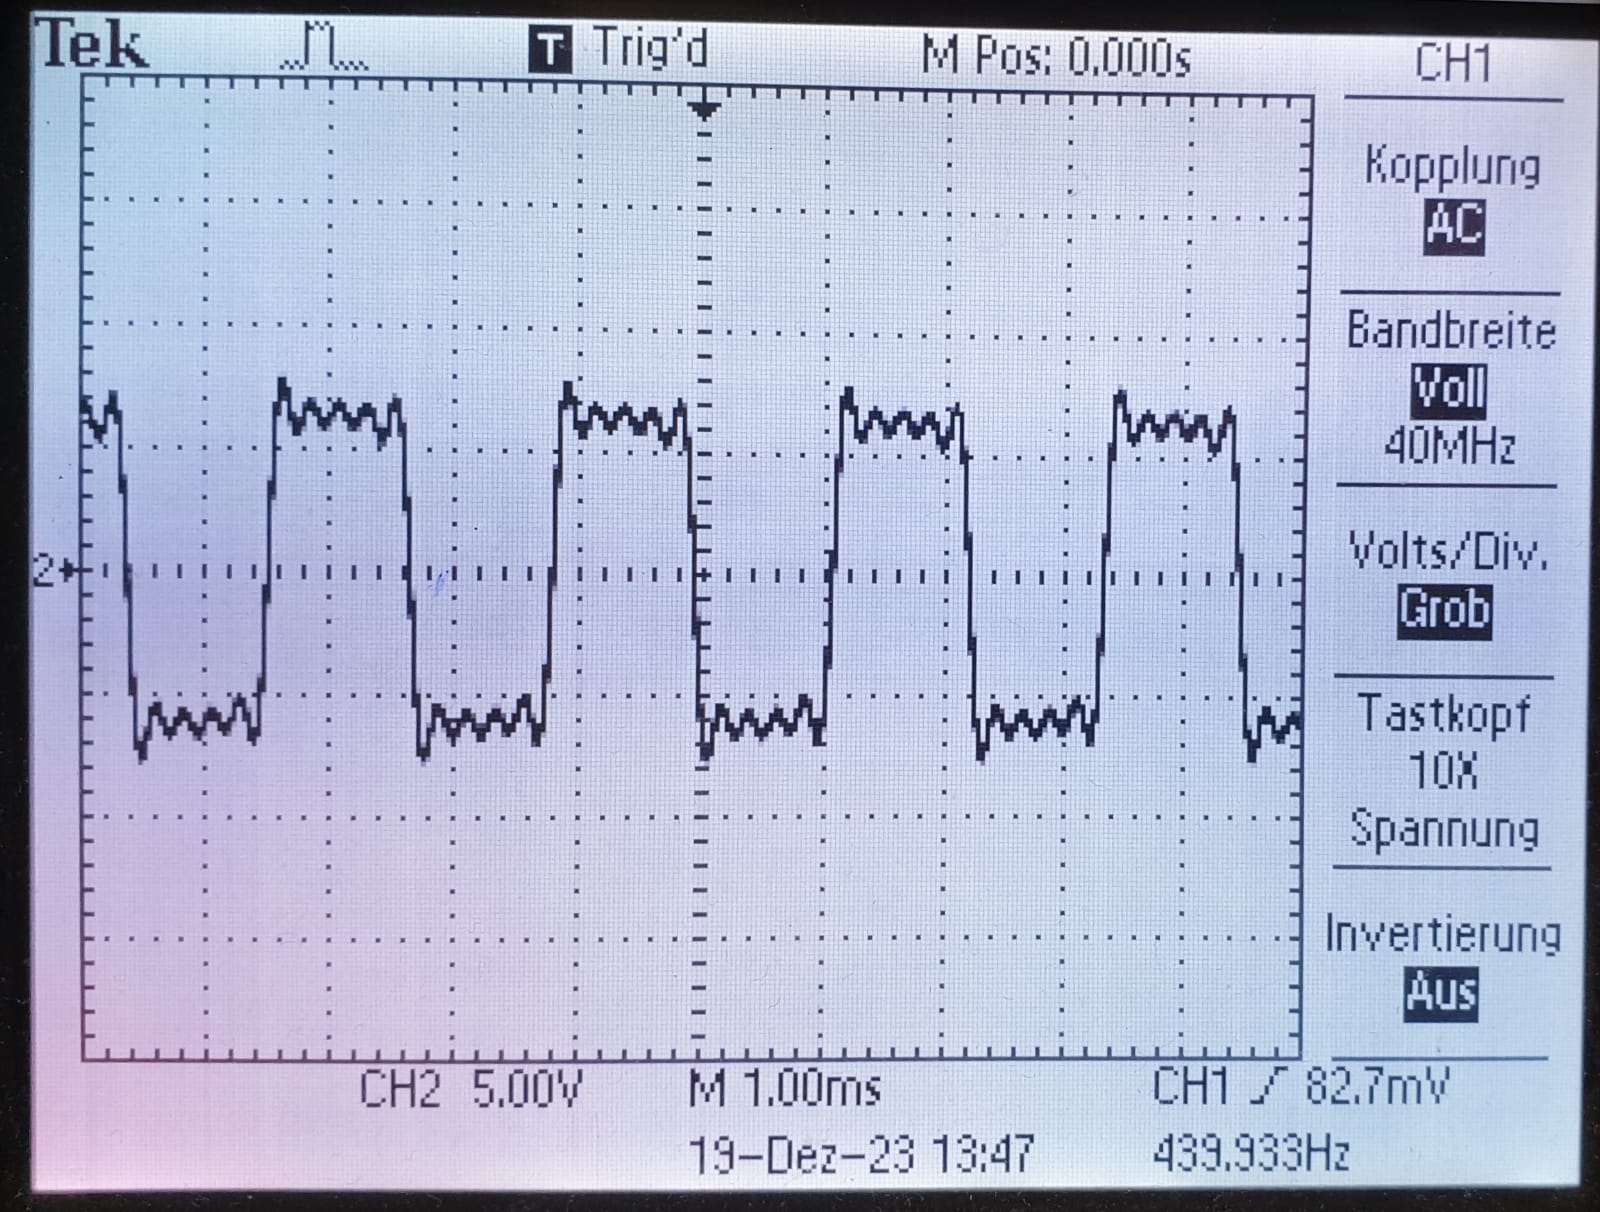 Tek T Trig'd M Pos: 0.000s CH1
Kopplung
AC
Bandbreite
Voll
40MHz
Volts/Div.
Grob
2
Tastkopf
10X
Spannung
Invertierung
Aus
CH2 5.00V M 1.00ms CH1 82.7mV
19-Dez-23 13:47 439.933Hz